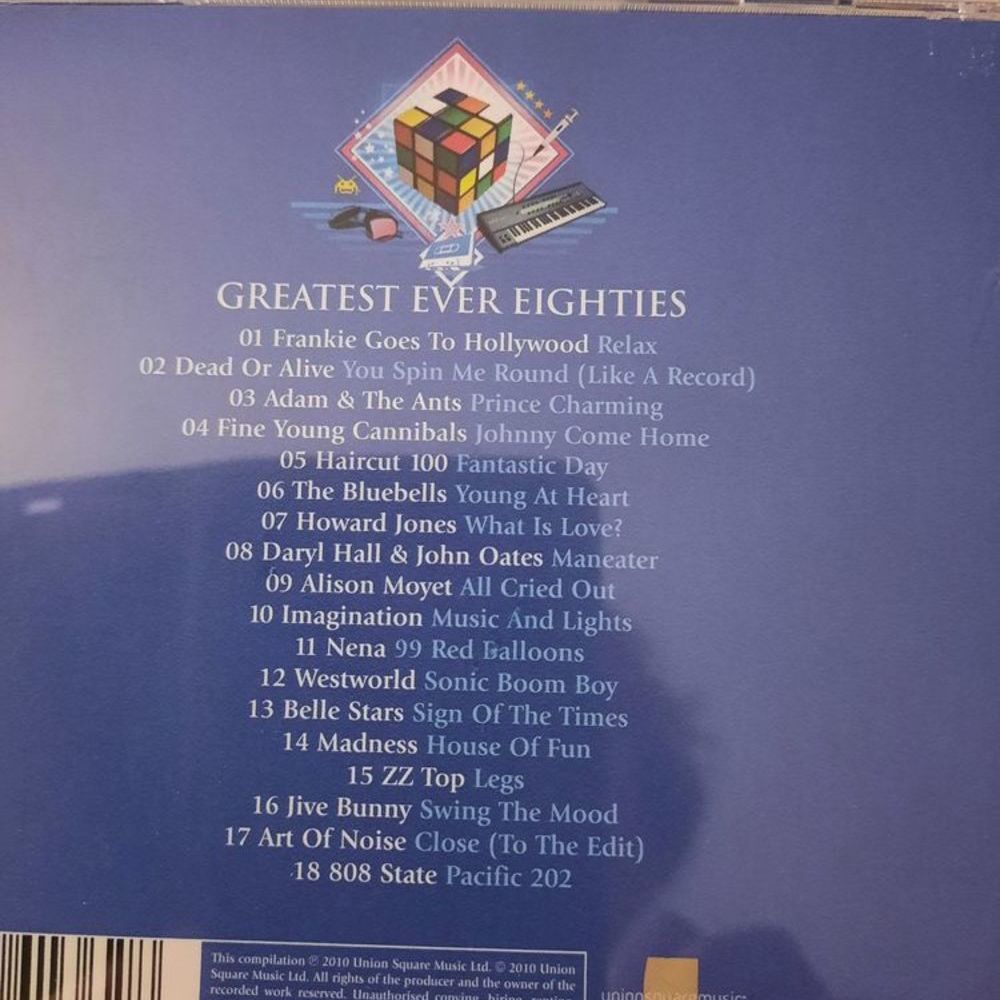 GREATEST EVER EIGHTIES
01 Frankie Goes To Hollywood Relax
02 Dead Or Alive You Spin Me Round (Like A Record)
03 Adam & The Ants Prince Charming
04 Fine Young Cannibals Johnny Come Home
05 Haircut 100 Fantastic Day
06 The Bluebells Young At Heart
07 Howard Jones What Is Love?
08 Daryl Hall & John Oates Maneater
09 Alison Moyet All Cried Out
10 Imagination Music And Lights
11 Nena 99 Red Balloons
12 Westworld Sonic Boom Boy
13 Belle Stars Sign Of The Times
14 Madness House Of Fun
15 ZZ Top Legs
16 Jive Bunny Swing The Mood
17 Art Of Noise Close (To The Edit)
18 808 State Pacific 202
This compilation ℗ 2010 Union Square Music Ltd. © 2010 Union
Square Music Ltd. All rights of the producer and the owner of the
recorded work reserved. Unauthorised copying, hiring, renting,
unionsquaremusic